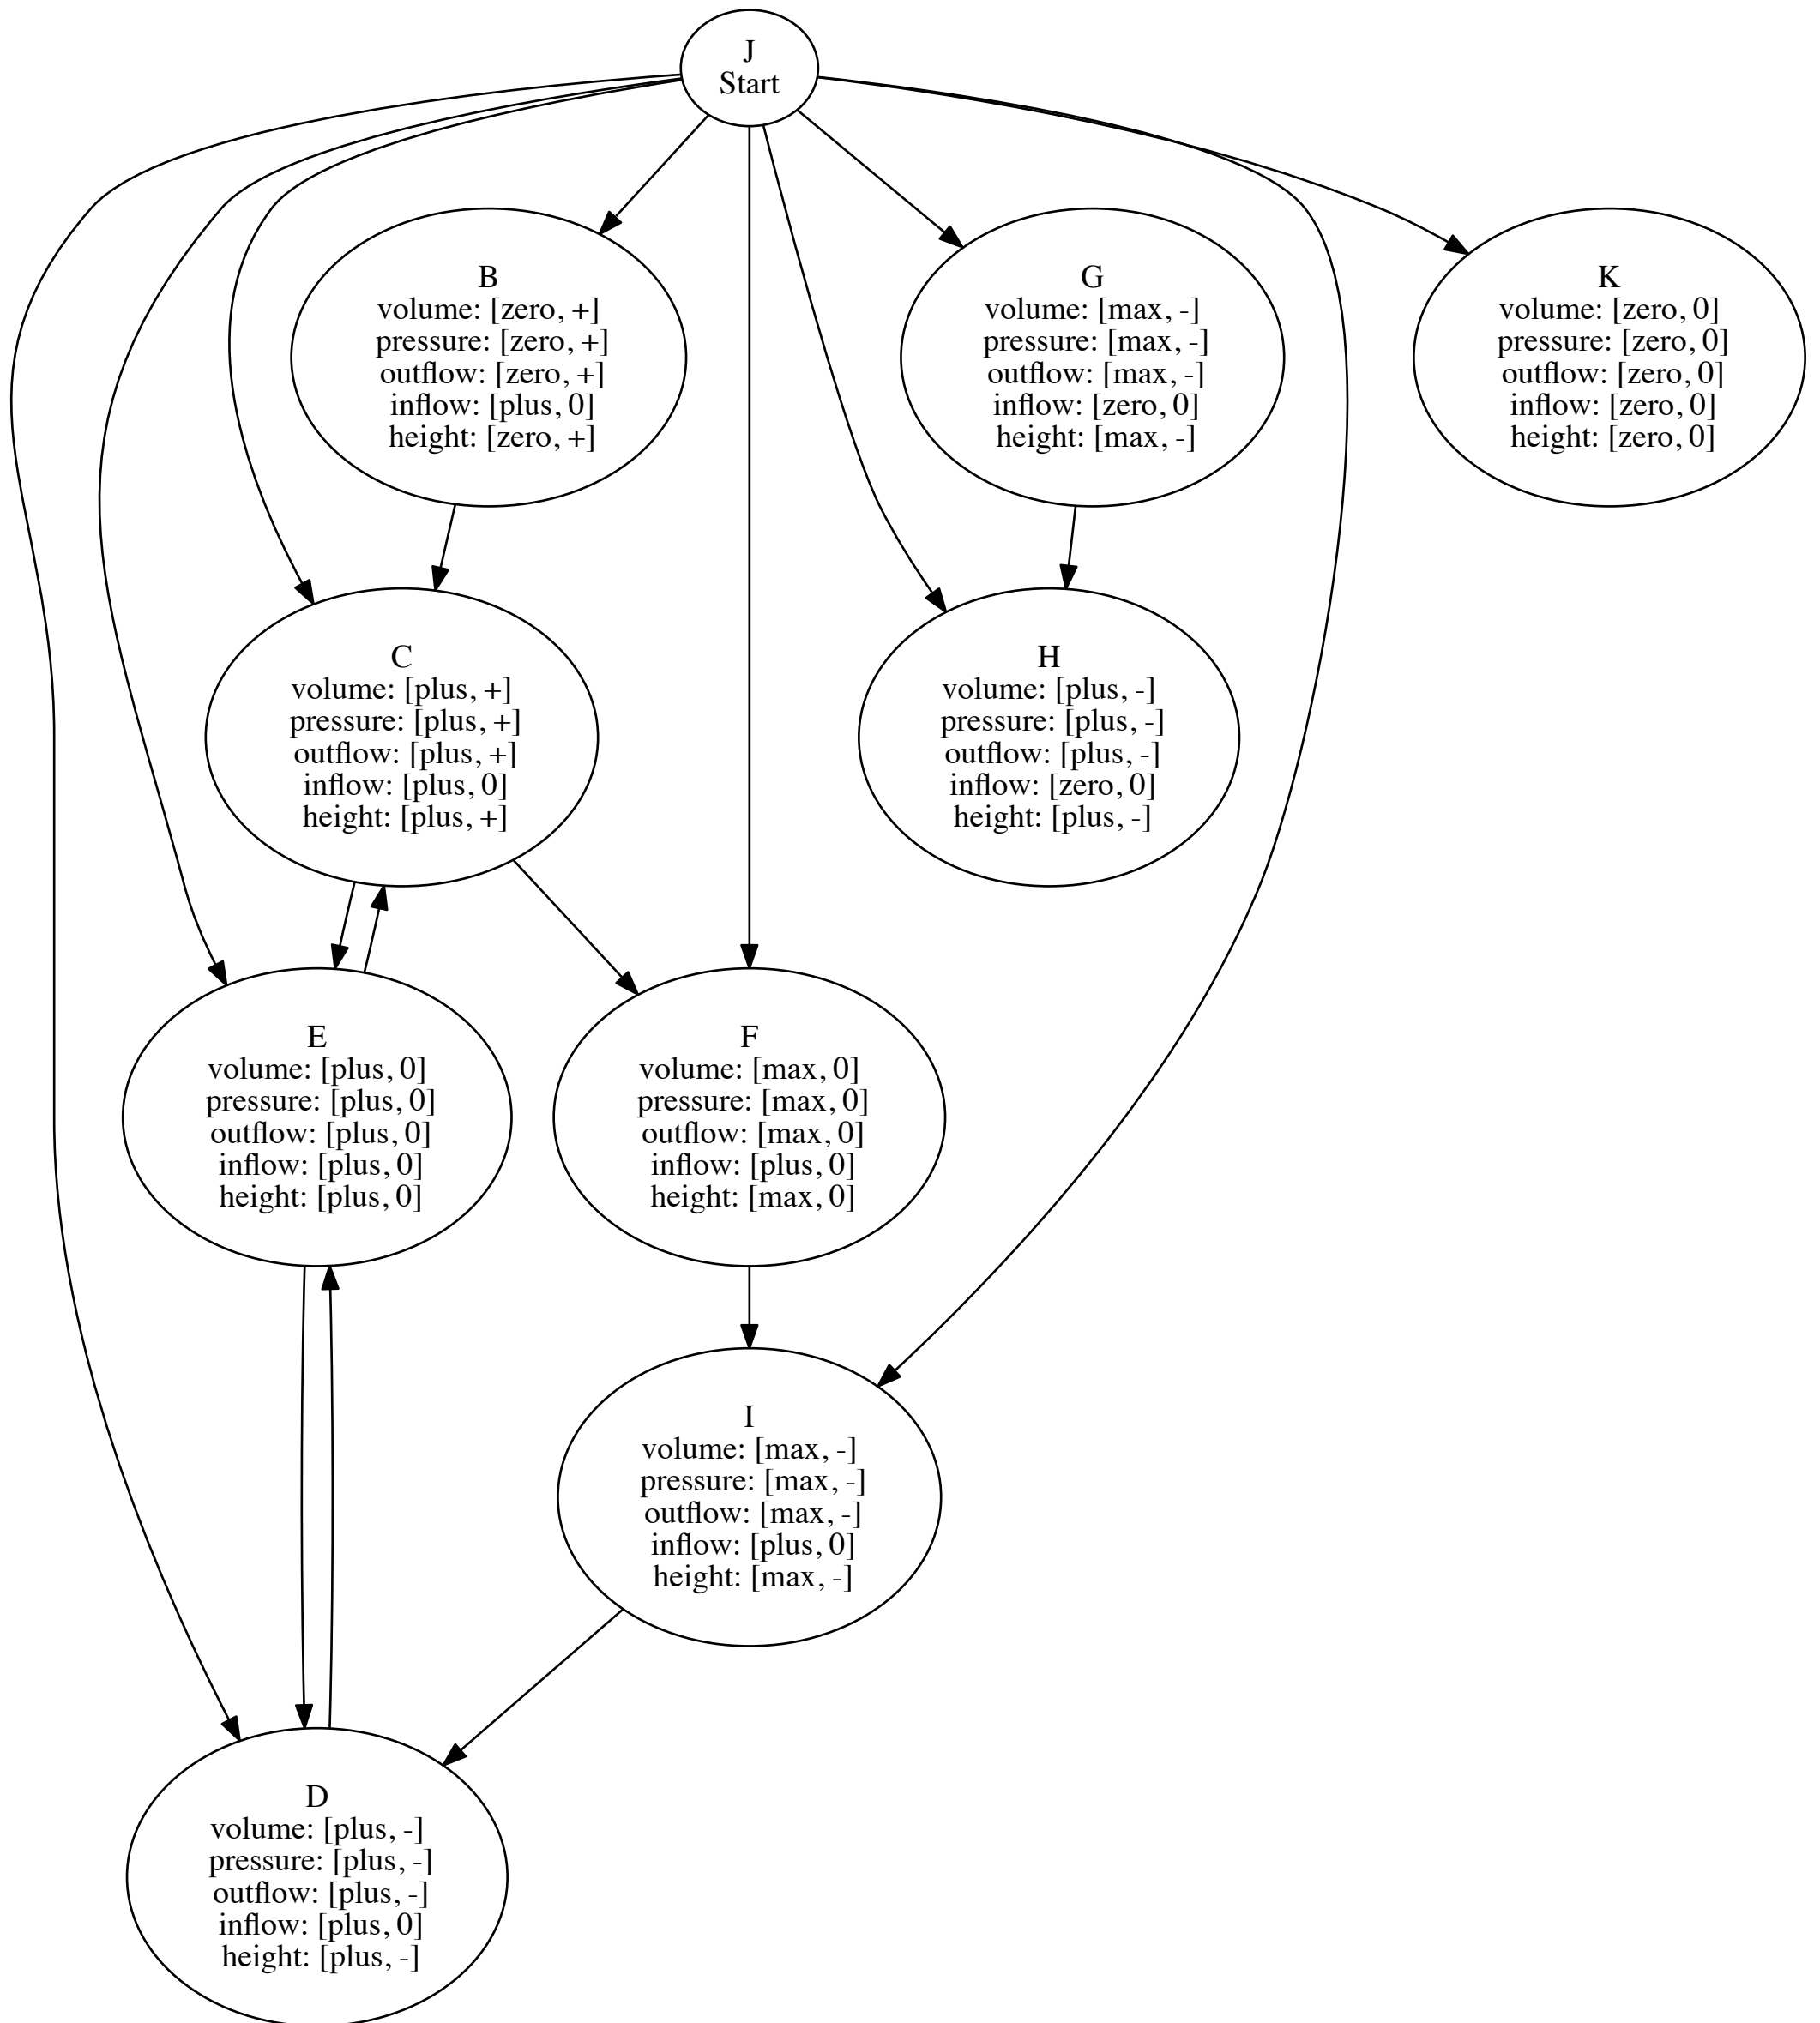 J
Start
B
volume: [zero, +]
pressure: [zero, +]
outflow: [zero, +]
inflow: [plus, 0]
height: [zero, +]
G
volume: [max, -]
pressure: [max, -]
outflow: [max, -]
inflow: [zero, 0]
height: [max, -]
K
volume: [zero, 0]
pressure: [zero, 0]
outflow: [zero, 0]
inflow: [zero, 0]
height: [zero, 0]
C
volume: [plus, +]
pressure: [plus, +]
outflow: [plus, +]
inflow: [plus, 0]
height: [plus, +]
H
volume: [plus, -]
pressure: [plus, -]
outflow: [plus, -]
inflow: [zero, 0]
height: [plus, -]
E
volume: [plus, 0]
pressure: [plus, 0]
outflow: [plus, 0]
inflow: [plus, 0]
height: [plus, 0]
F
volume: [max, 0]
pressure: [max, 0]
outflow: [max, 0]
inflow: [plus, 0]
height: [max, 0]
I
volume: [max, -]
pressure: [max, -]
outflow: [max, -]
inflow: [plus, 0]
height: [max, -]
D
volume: [plus, -]
pressure: [plus, -]
outflow: [plus, -]
inflow: [plus, 0]
height: [plus, -]